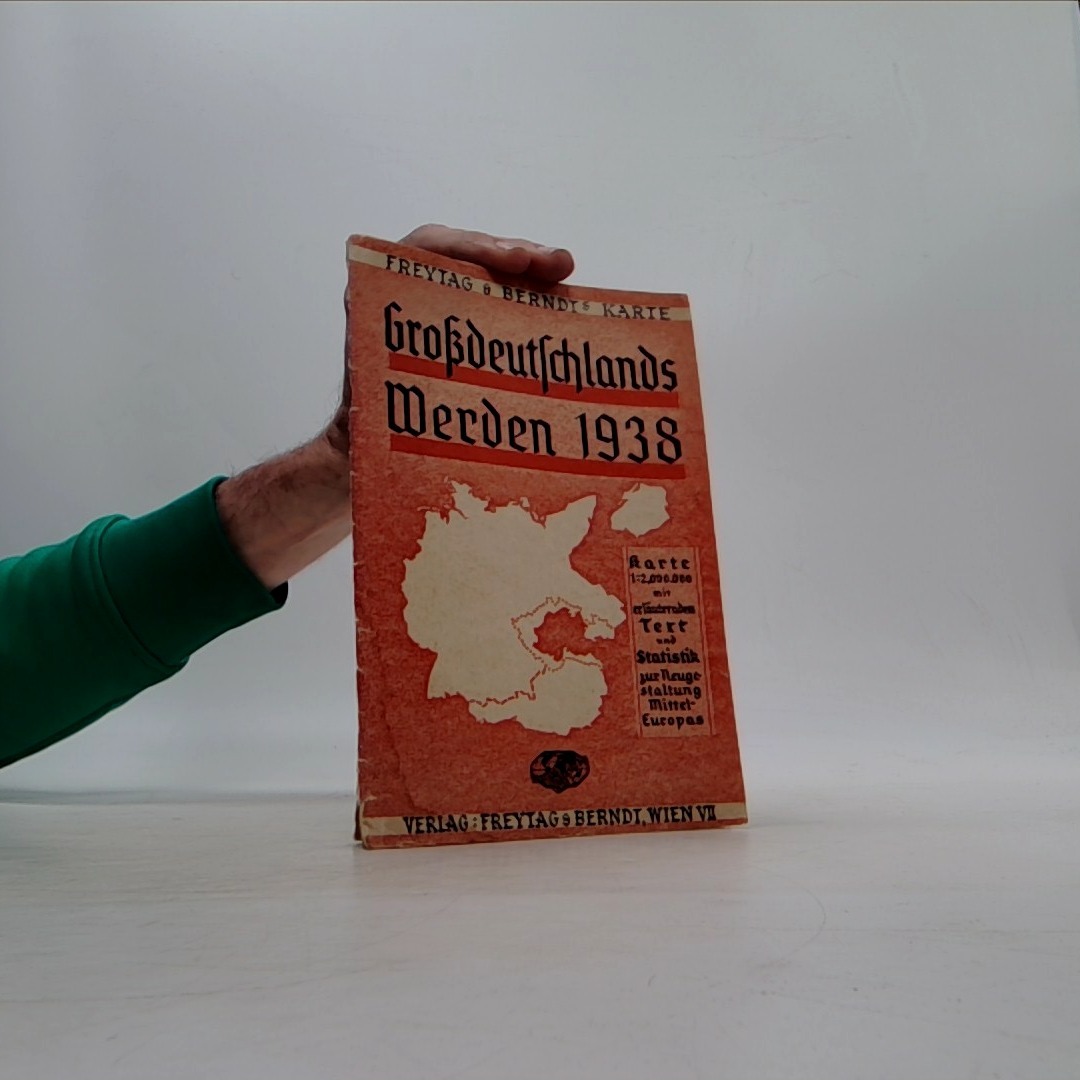 FREYTAG & BERNDTS KARTE
Großdeutschlands
Werden 1938
Karte
1:2,000.000
mit
erläuterndem
Text
und
Statistik
zur Neuge-
staltung
Mittel-
Europas
VERLAG: FREYTAG & BERNDT, WIEN VII